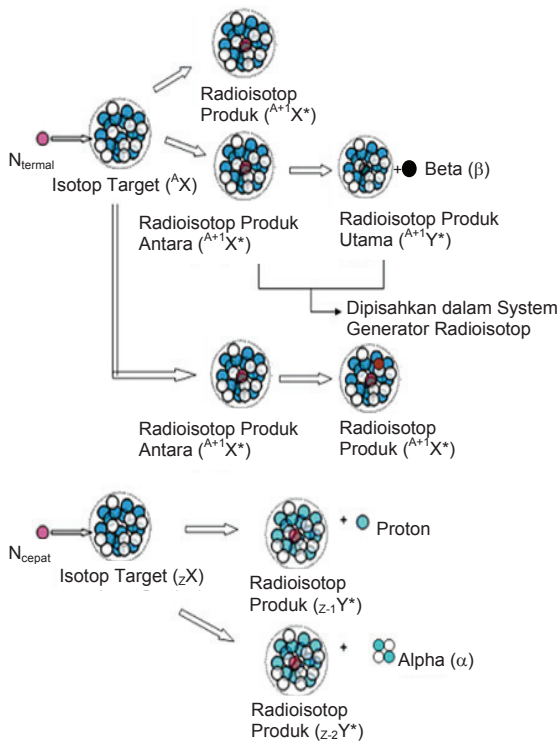 Radioisotop
Produk (ᴬ⁺¹X*)
N termal
Isotop Target (ᴬX)
+ Beta (β)
Radioisotop Produk
Antara (ᴬ⁺¹X*)
Radioisotop Produk
Utama (ᴬ⁺¹Y*)
Dipisahkan dalam System
Generator Radioisotop
Radioisotop Produk
Antara (ᴬ⁺¹X*)
Radioisotop
Produk (ᴬ⁺¹X*)
N cepat
Isotop Target (zX)
+ Proton
Radioisotop
Produk (z-1Y*)
+ Alpha (α)
Radioisotop
Produk (z-2Y*)